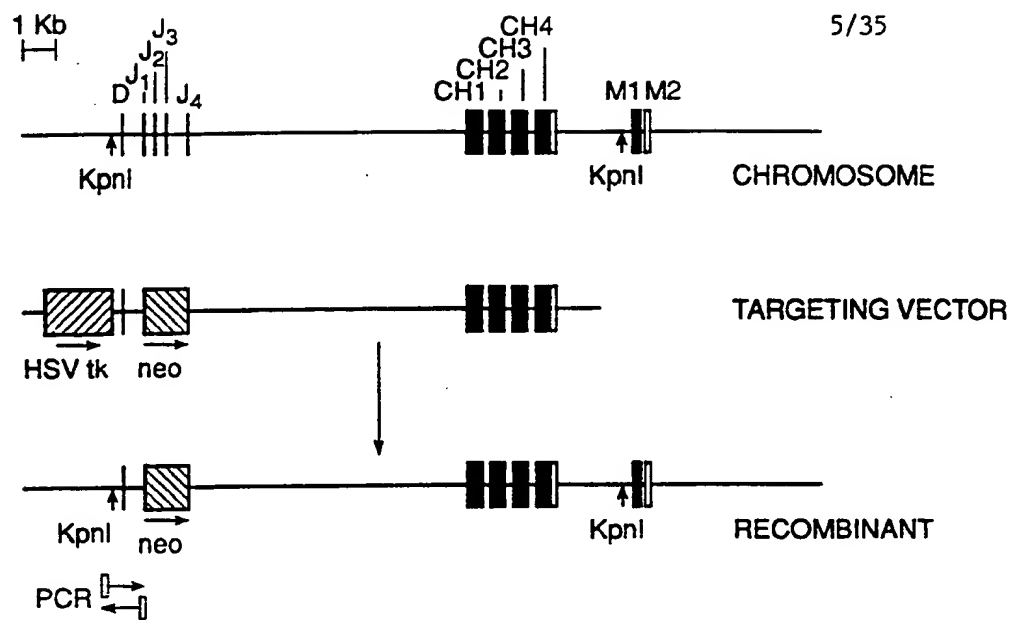 1 Kb
5/35
D J1 J2 J3 J4
CH1 CH2 CH3 CH4
M1 M2
KpnI
KpnI
CHROMOSOME
TARGETING VECTOR
HSV tk
neo
KpnI
neo
KpnI
RECOMBINANT
PCR